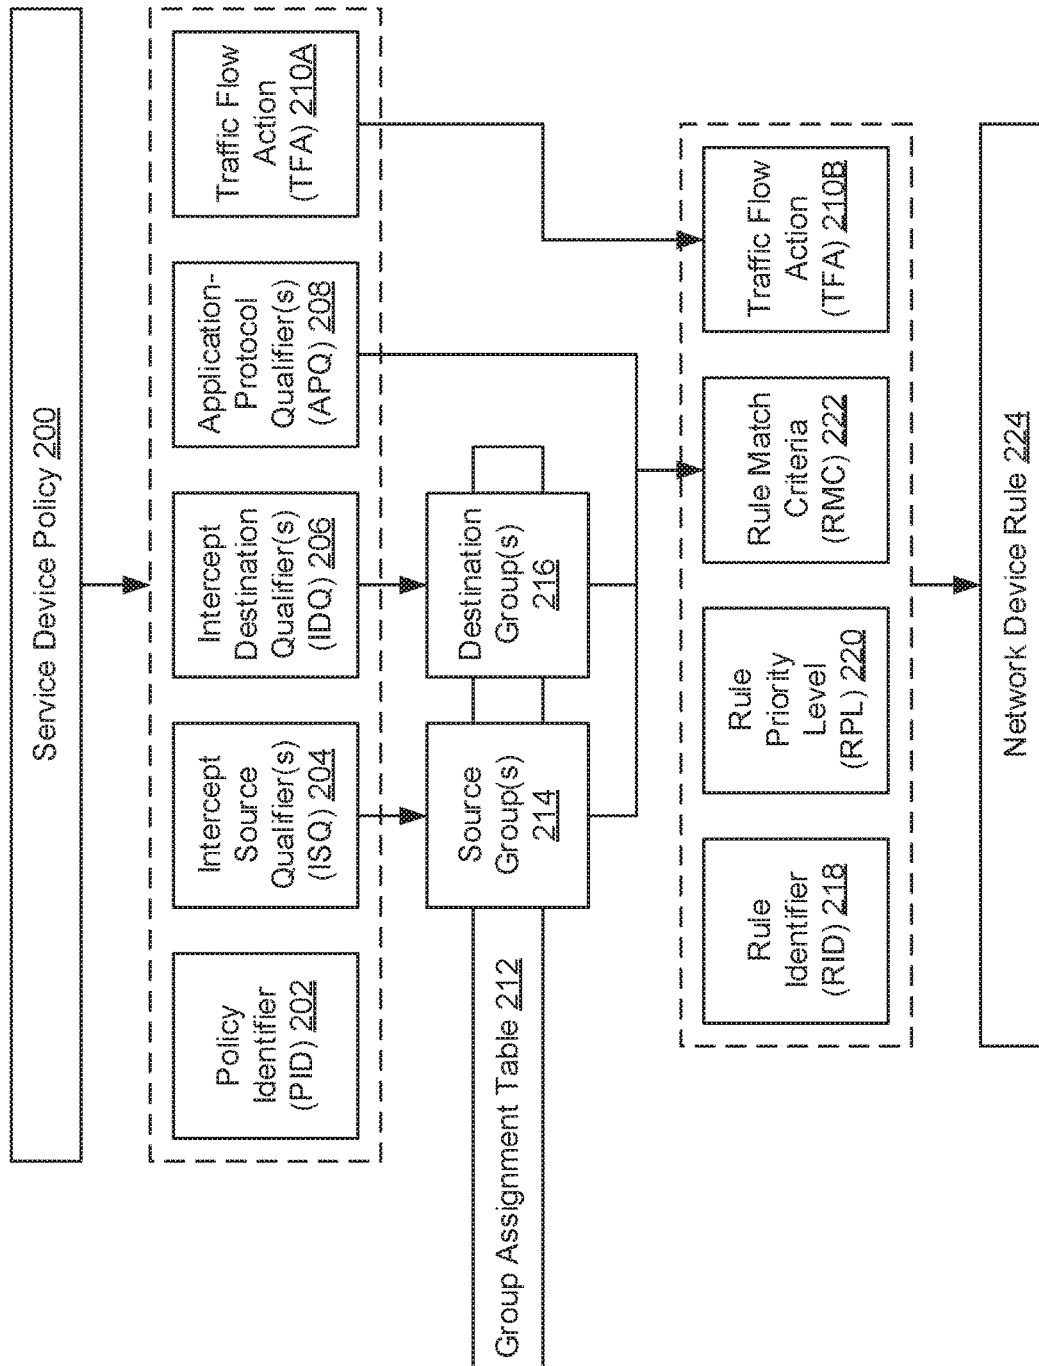 Service Device Policy 200
Policy
Identifier
(PID) 202
Intercept
Source
Qualifier(s)
(ISQ) 204
Intercept
Destination
Qualifier(s)
(IDQ) 206
Application-
Protocol
Qualifier(s)
(APQ) 208
Traffic Flow
Action
(TFA) 210A
Group Assignment Table 212
Source
Group(s)
214
Destination
Group(s)
216
Rule
Identifier
(RID) 218
Rule
Priority
Level
(RPL) 220
Rule Match
Criteria
(RMC) 222
Traffic Flow
Action
(TFA) 210B
Network Device Rule 224